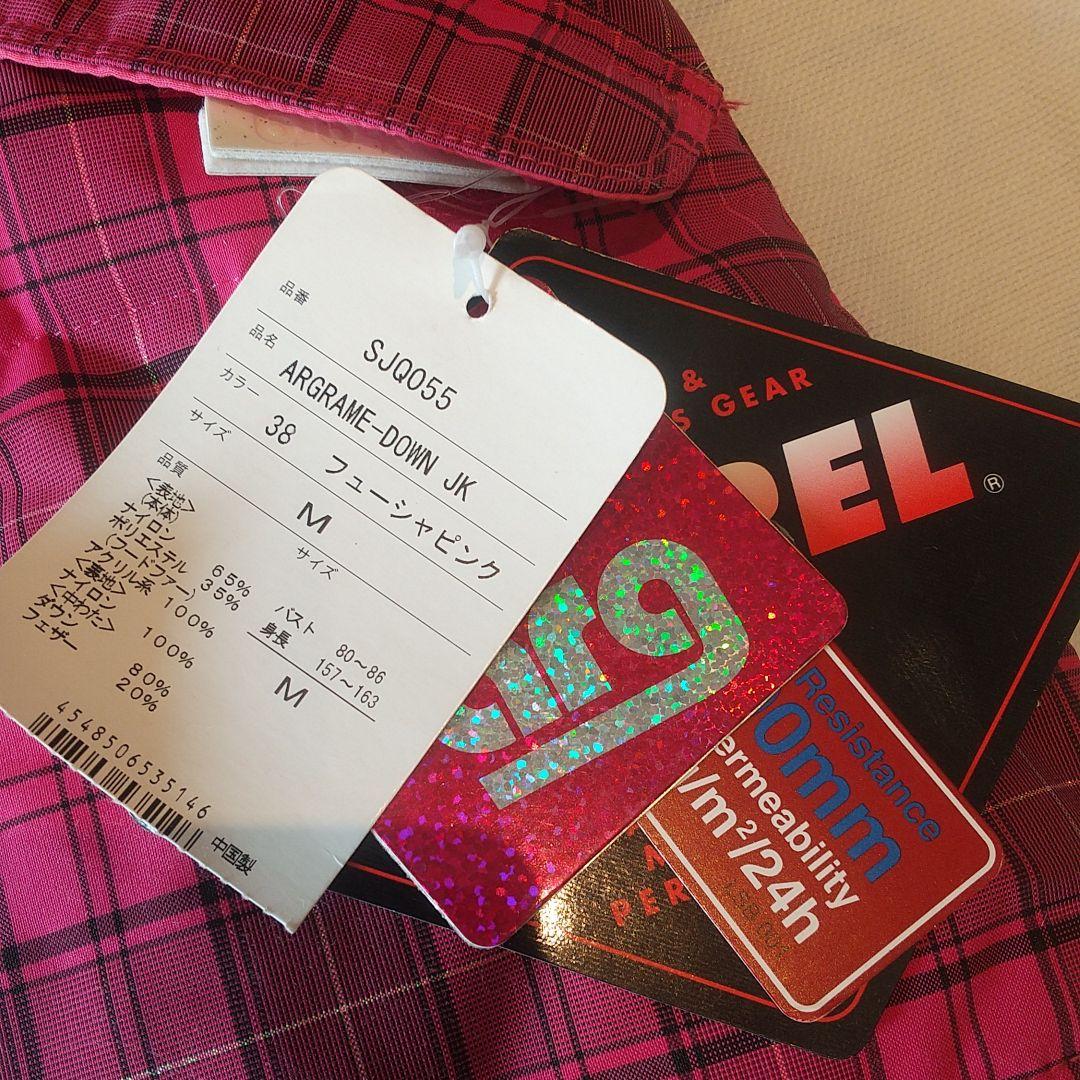 品番 SJQ055
品名 ARGRAME-DOWN JK
カラー 38 フューシャピンク
サイズ M
品質 サイズ
<表地>
(本体)
ナイロン 65%
ポリエステル 35%
(フードファー)
アクリル系 100%
<裏地>
ナイロン 100%
<中わた>
ダウン 80%
フェザー 20%
バスト 80~86
身長 157~163
M
4548506535146
中国製
&
S GEAR
EL®
PER
Resistance
0mm
ermeability
/m²/24h